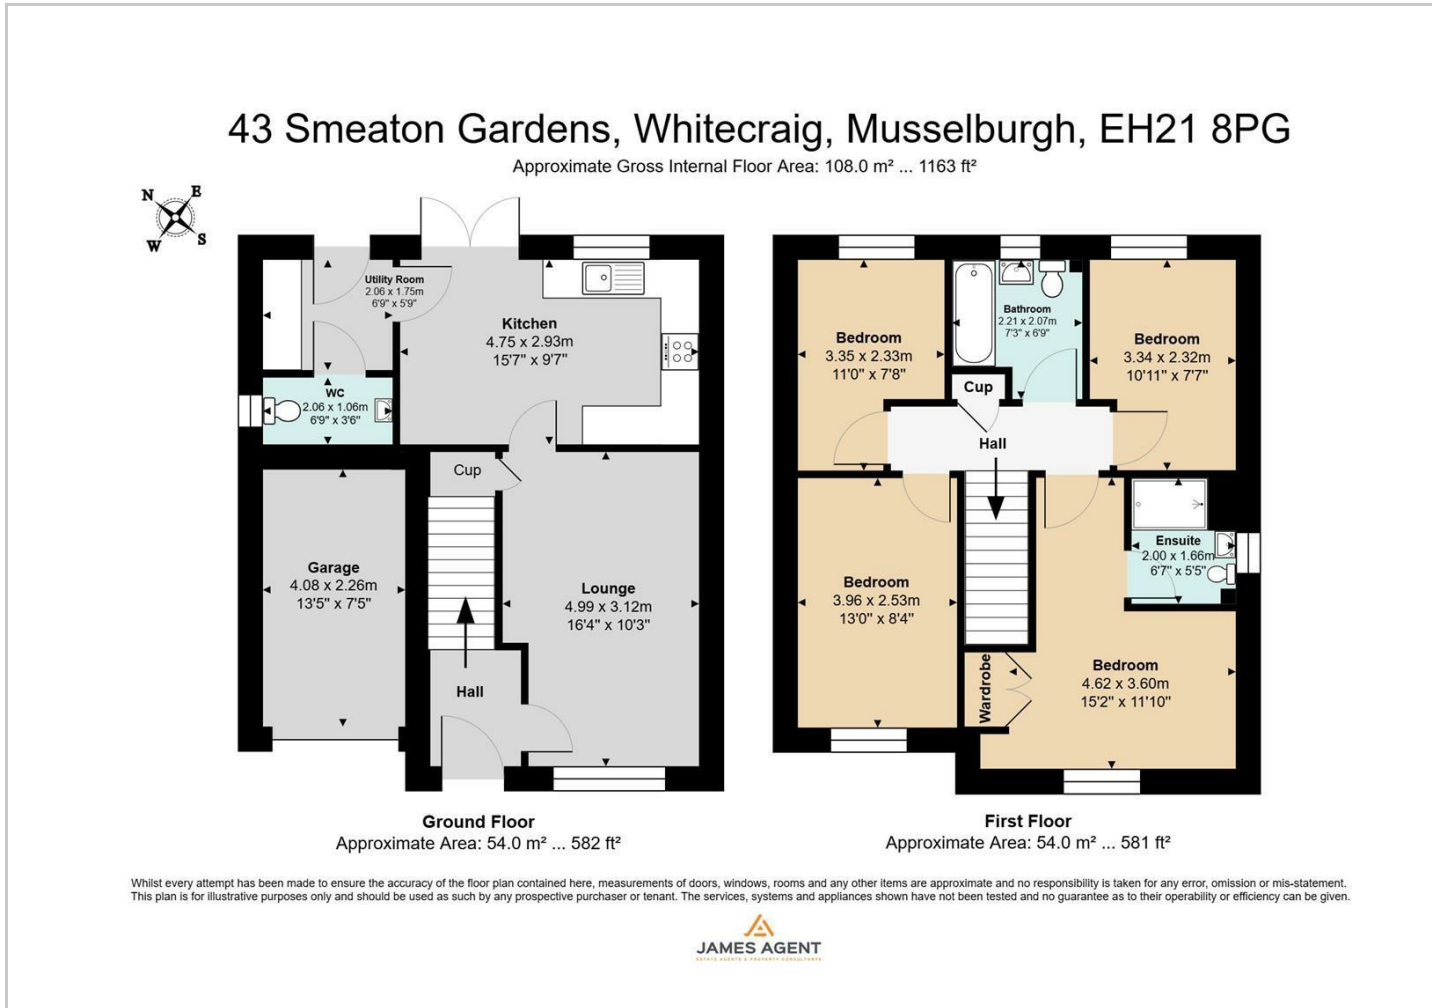 43 Smeaton Gardens, Whitecraig, Musselburgh, EH21 8PG
Approximate Gross Internal Floor Area: 108.0 m² ... 1163 ft²
N
E
W
S
Utility Room
2.06 x 1.75m
6'9" x 5'9"
Kitchen
4.75 x 2.93m
15'7" x 9'7"
WC
2.06 x 1.06m
6'9" x 3'6"
Cup
Garage
4.08 x 2.26m
13'5" x 7'5"
Lounge
4.99 x 3.12m
16'4" x 10'3"
Hall
Ground Floor
Approximate Area: 54.0 m² ... 582 ft²
Bedroom
3.35 x 2.33m
11'0" x 7'8"
Bathroom
2.21 x 2.07m
7'3" x 6'9"
Bedroom
3.34 x 2.32m
10'11" x 7'7"
Cup
Hall
Bedroom
3.96 x 2.53m
13'0" x 8'4"
Ensuite
2.00 x 1.66m
6'7" x 5'5"
Wardrobe
Bedroom
4.62 x 3.60m
15'2" x 11'10"
First Floor
Approximate Area: 54.0 m² ... 581 ft²
Whilst every attempt has been made to ensure the accuracy of the floor plan contained here, measurements of doors, windows, rooms and any other items are approximate and no responsibility is taken for any error, omission or mis-statement.
This plan is for illustrative purposes only and should be used as such by any prospective purchaser or tenant. The services, systems and appliances shown have not been tested and no guarantee as to their operability or efficiency can be given.
JAMES AGENT
ESTATE AGENTS & PROPERTY CONSULTANTS